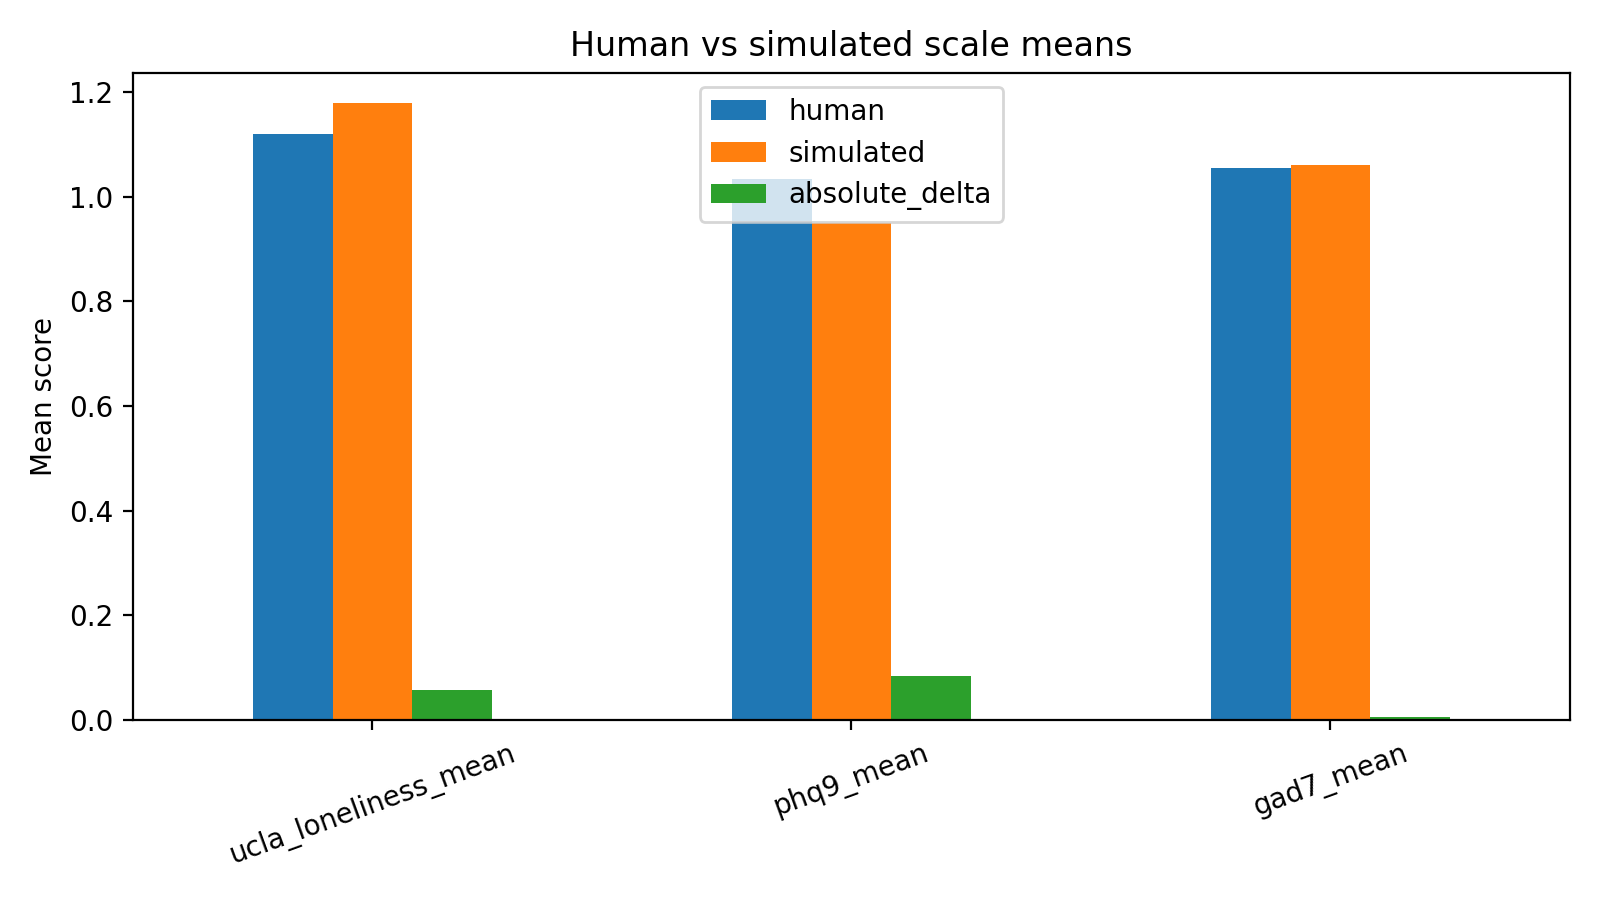 Human vs simulated scale means
human
simulated
absolute_delta
Mean score
1.2
1.0
0.8
0.6
0.4
0.2
0.0
ucla_loneliness_mean
phq9_mean
gad7_mean